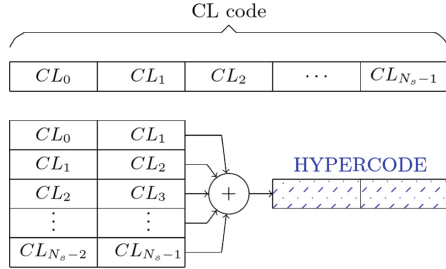 CL code
CL_0 CL_1 CL_2 ⋯ CL_{N_s−1}
CL_0 CL_1
CL_1 CL_2
HYPERCODE
CL_2 CL_3 +
⋮ ⋮
CL_{N_s−2} CL_{N_s−1}